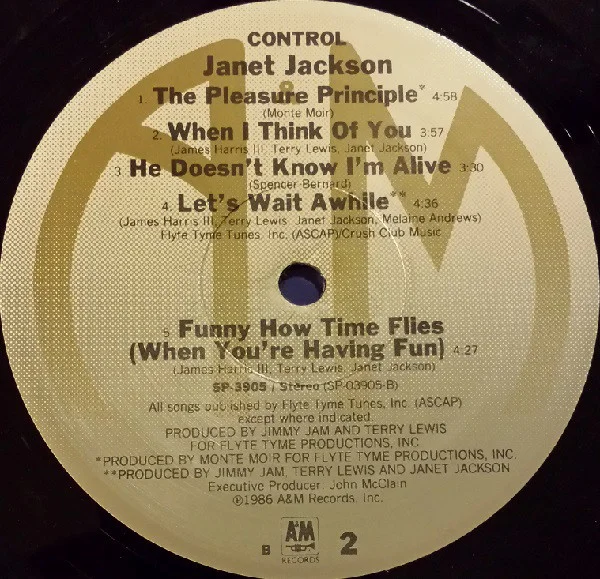 CONTROL
Janet Jackson
1. The Pleasure Principle* 4:58
(Monte Moir)
2. When I Think Of You 3:57
(James Harris III, Terry Lewis, Janet Jackson)
3. He Doesn't Know I'm Alive 3:30
(Spencer Bernard)
4. Let's Wait Awhile** 4:36
(James Harris III, Terry Lewis, Janet Jackson, Melaine Andrews)
Flyte Tyme Tunes, Inc. (ASCAP)/Crush Club Music
5. Funny How Time Flies
(When You're Having Fun) 4:27
(James Harris III, Terry Lewis, Janet Jackson)
SP-3905 / Stereo (SP-03905-B)
All songs published by Flyte Tyme Tunes, Inc. (ASCAP)
except where indicated.
PRODUCED BY JIMMY JAM AND TERRY LEWIS
FOR FLYTE TYME PRODUCTIONS, INC.
*PRODUCED BY MONTE MOIR FOR FLYTE TYME PRODUCTIONS, INC.
**PRODUCED BY JIMMY JAM, TERRY LEWIS AND JANET JACKSON
Executive Producer: John McClain
℗1986 A&M Records, Inc.
B A&M RECORDS 2